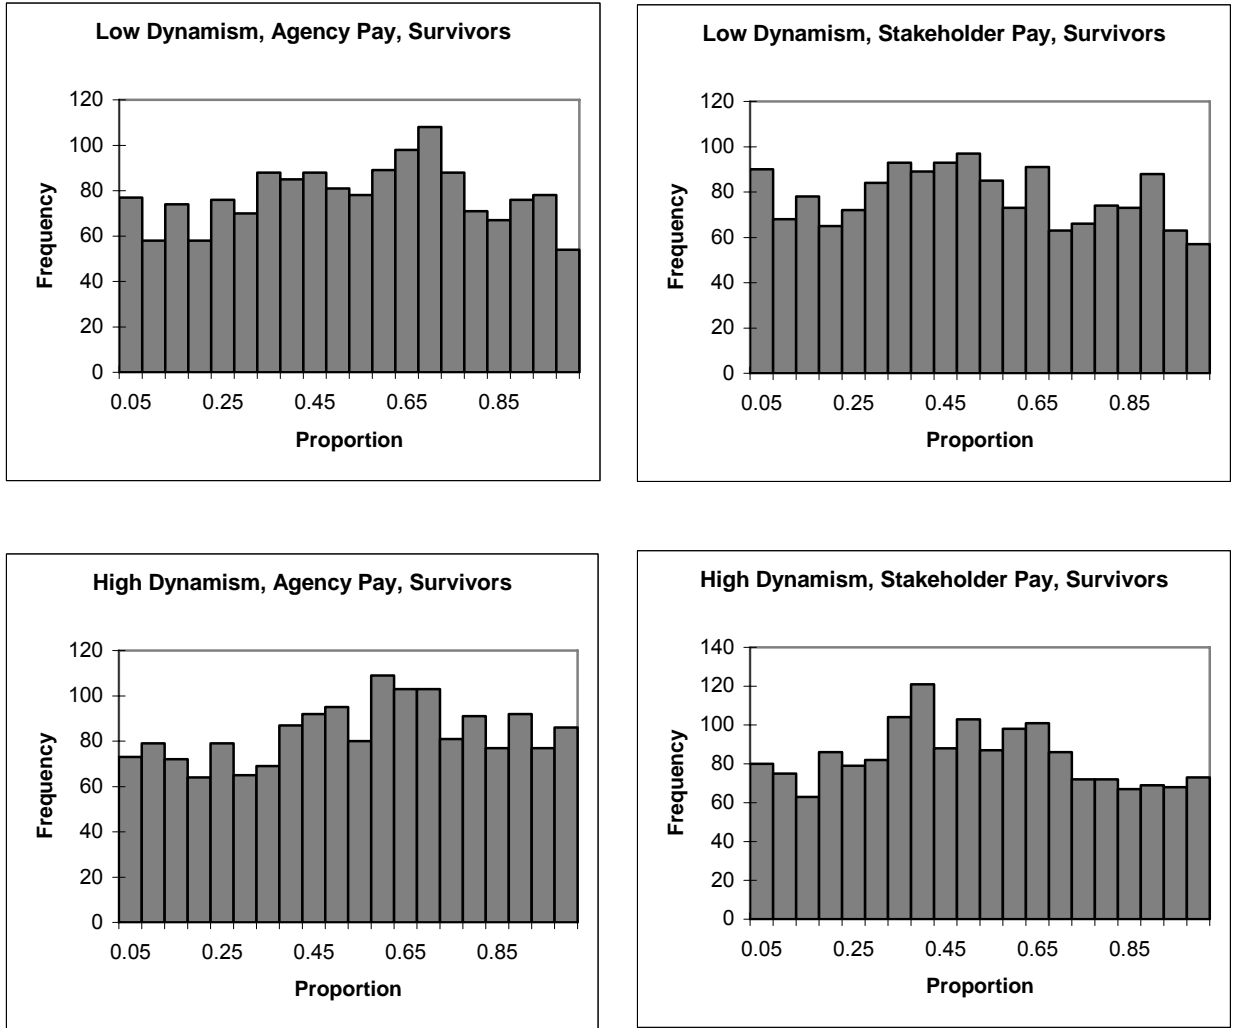 Low Dynamism, Agency Pay, Survivors
120
100
80
60
40
20
0
Frequency
0.05 0.25 0.45 0.65 0.85
Proportion
Low Dynamism, Stakeholder Pay, Survivors
120
100
80
60
40
20
0
Frequency
0.05 0.25 0.45 0.65 0.85
Proportion
High Dynamism, Agency Pay, Survivors
120
100
80
60
40
20
0
Frequency
0.05 0.25 0.45 0.65 0.85
Proportion
High Dynamism, Stakeholder Pay, Survivors
140
120
100
80
60
40
20
0
Frequency
0.05 0.25 0.45 0.65 0.85
Proportion